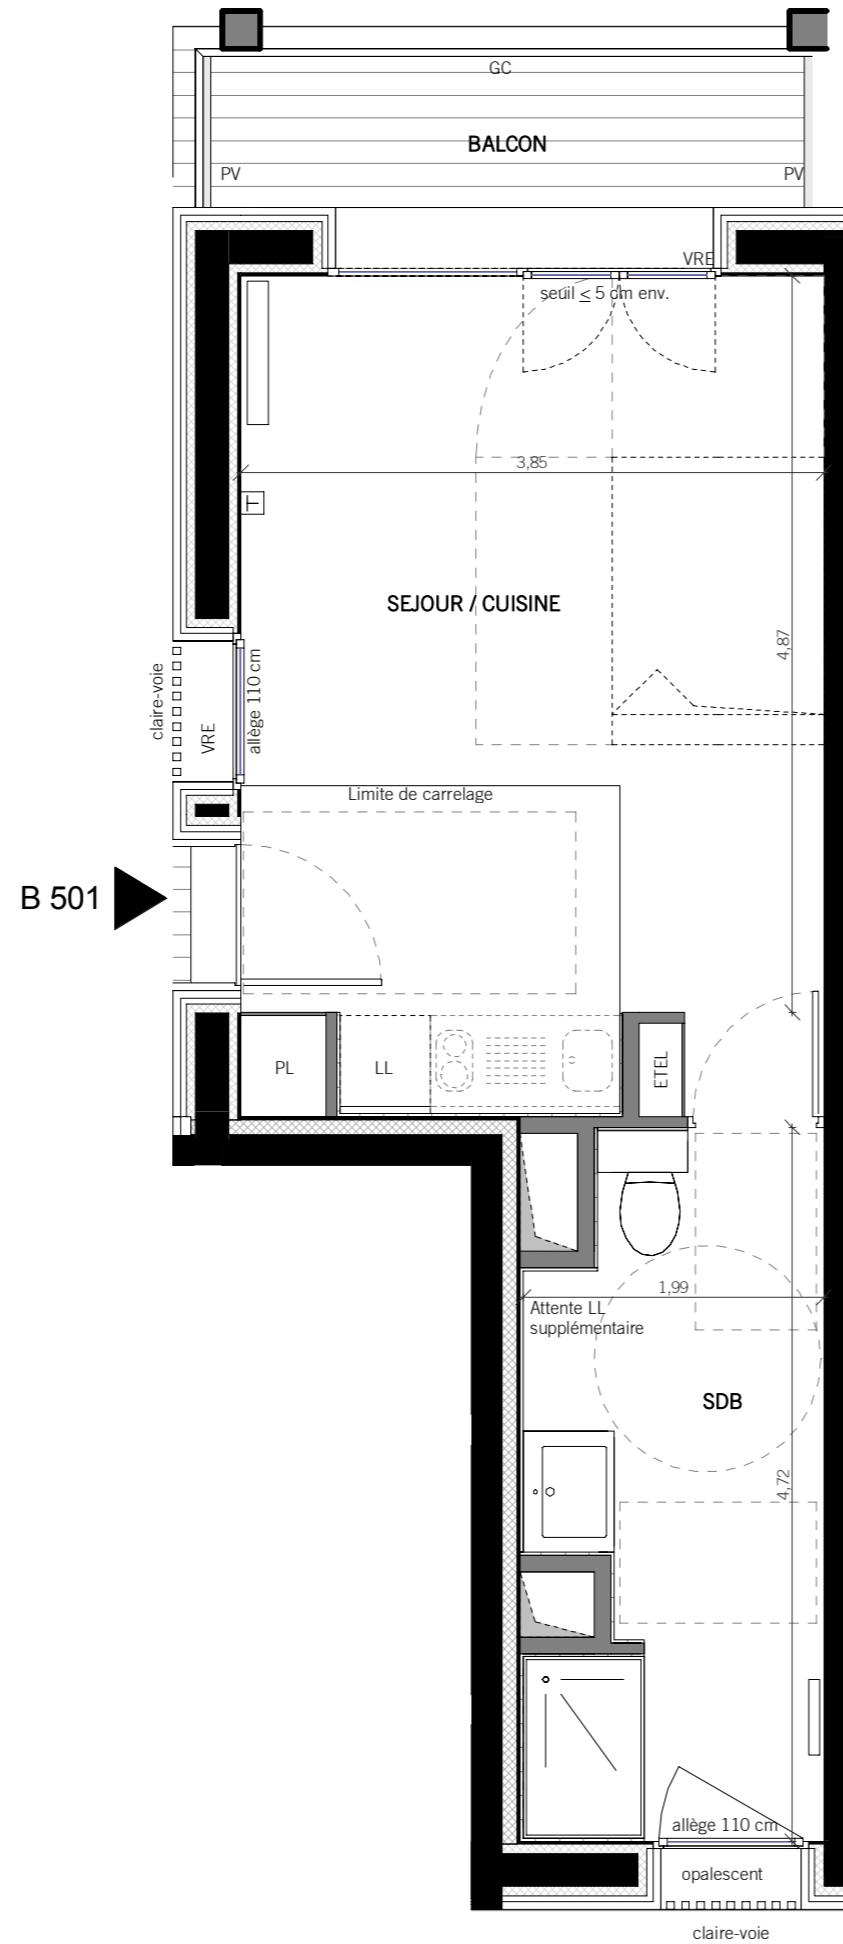 GC
BALCON
PV
PV
VRE
seuil ≤ 5 cm env.
3,85
T
SEJOUR / CUISINE
4,87
claire-voie
VRE
allège 110 cm
Limite de carrelage
B 501
PL
LL
ETEL
1,99
Attente LL
supplémentaire
SDB
4,72
allège 110 cm
opalescent
claire-voie